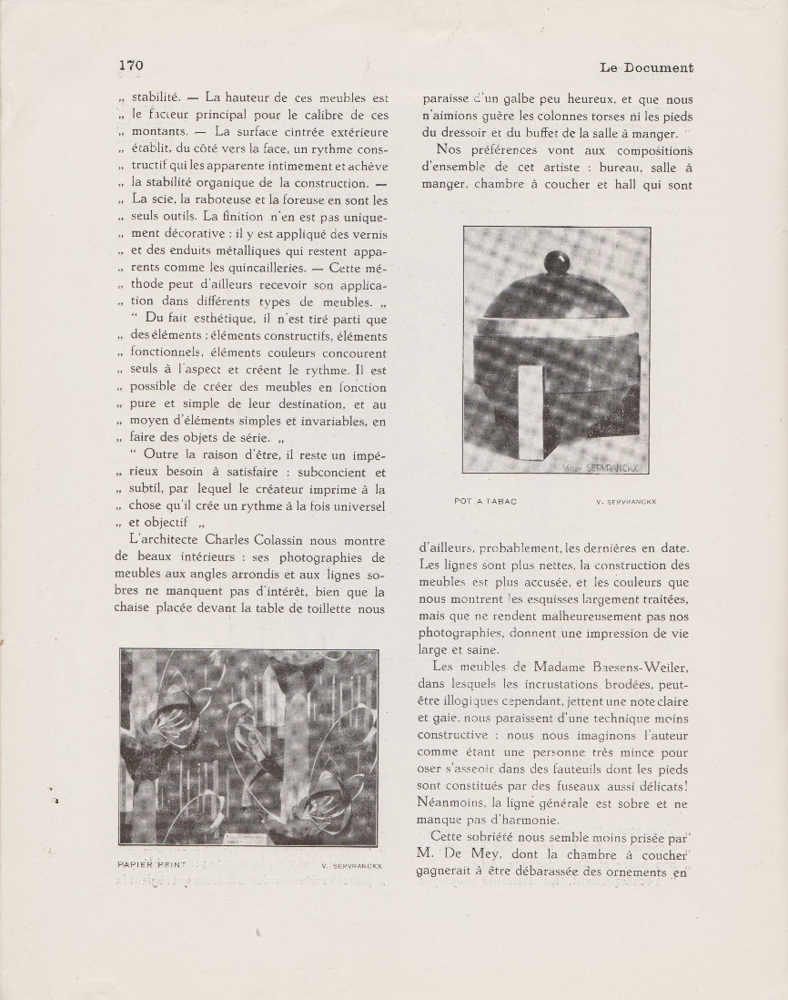 170
Le Document
„ stabilité. — La hauteur de ces meubles est
„ le facteur principal pour le calibre de ces
„ montants. — La surface cintrée extérieure
„ établit, du côté vers la face, un rythme cons-
„ tructif qui les apparente intimement et achève
„ la stabilité organique de la construction. —
„ La scie, la raboteuse et la foreuse en sont les
„ seuls outils. La finition n'en est pas unique-
„ ment décorative : il y est appliqué des vernis
„ et des enduits métalliques qui restent appa-
„ rents comme les quincailleries. — Cette mé-
„ thode peut d'ailleurs recevoir son applica-
„ tion dans différents types de meubles. „
“ Du fait esthétique, il n'est tiré parti que
„ des éléments : éléments constructifs, éléments
„ fonctionnels, éléments couleurs concourent
„ seuls à l'aspect et créent le rythme. Il est
„ possible de créer des meubles en fonction
„ pure et simple de leur destination, et au
„ moyen d'éléments simples et invariables, en
„ faire des objets de série. „
“ Outre la raison d'être, il reste un impé-
„ rieux besoin à satisfaire : subconcient et
„ subtil, par lequel le créateur imprime à la
„ chose qu'il crée un rythme à la fois universel
„ et objectif „
L'architecte Charles Colassin nous montre
de beaux intérieurs : ses photographies de
meubles aux angles arrondis et aux lignes so-
bres ne manquent pas d'intérêt, bien que la
chaise placée devant la table de toillette nous
PAPIER PEINT
V. SERVRANCKX
paraisse d'un galbe peu heureux, et que nous
n'aimions guère les colonnes torses ni les pieds
du dressoir et du buffet de la salle à manger.
Nos préférences vont aux compositions
d'ensemble de cet artiste : bureau, salle à
manger, chambre à coucher et hall qui sont
Victor SERVRANCKX
POT A TABAC
V. SERVRANCKX
d'ailleurs, probablement, les dernières en date.
Les lignes sont plus nettes, la construction des
meubles est plus accusée, et les couleurs que
nous montrent les esquisses largement traitées,
mais que ne rendent malheureusement pas nos
photographies, donnent une impression de vie
large et saine.
Les meubles de Madame Baesens-Weiler,
dans lesquels les incrustations brodées, peut-
être illogiques cependant, jettent une note claire
et gaie, nous paraissent d'une technique moins
constructive : nous nous imaginons l'auteur
comme étant une personne très mince pour
oser s'asseoir dans des fauteuils dont les pieds
sont constitués par des fuseaux aussi délicats!
Néanmoins, la ligne générale est sobre et ne
manque pas d'harmonie.
Cette sobriété nous semble moins prisée par
M. De Mey, dont la chambre à coucher
gagnerait à être débarassée des ornements en